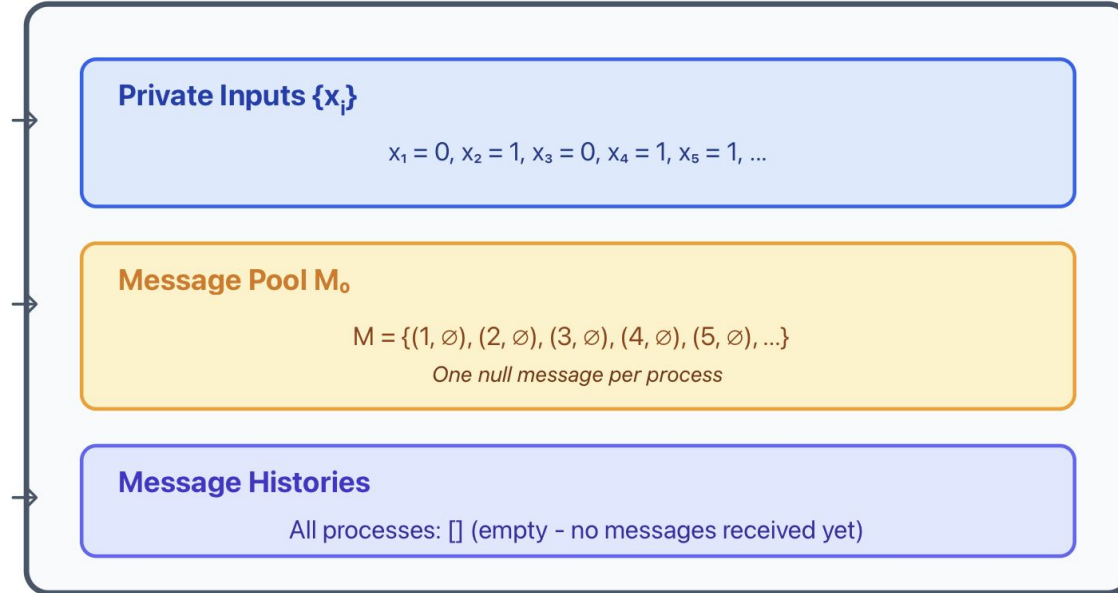 Private Inputs {xᵢ}
x₁ = 0, x₂ = 1, x₃ = 0, x₄ = 1, x₅ = 1, ...
Message Pool M₀
M = {(1, ∅), (2, ∅), (3, ∅), (4, ∅), (5, ∅), ...}
One null message per process
Message Histories
All processes: [] (empty - no messages received yet)